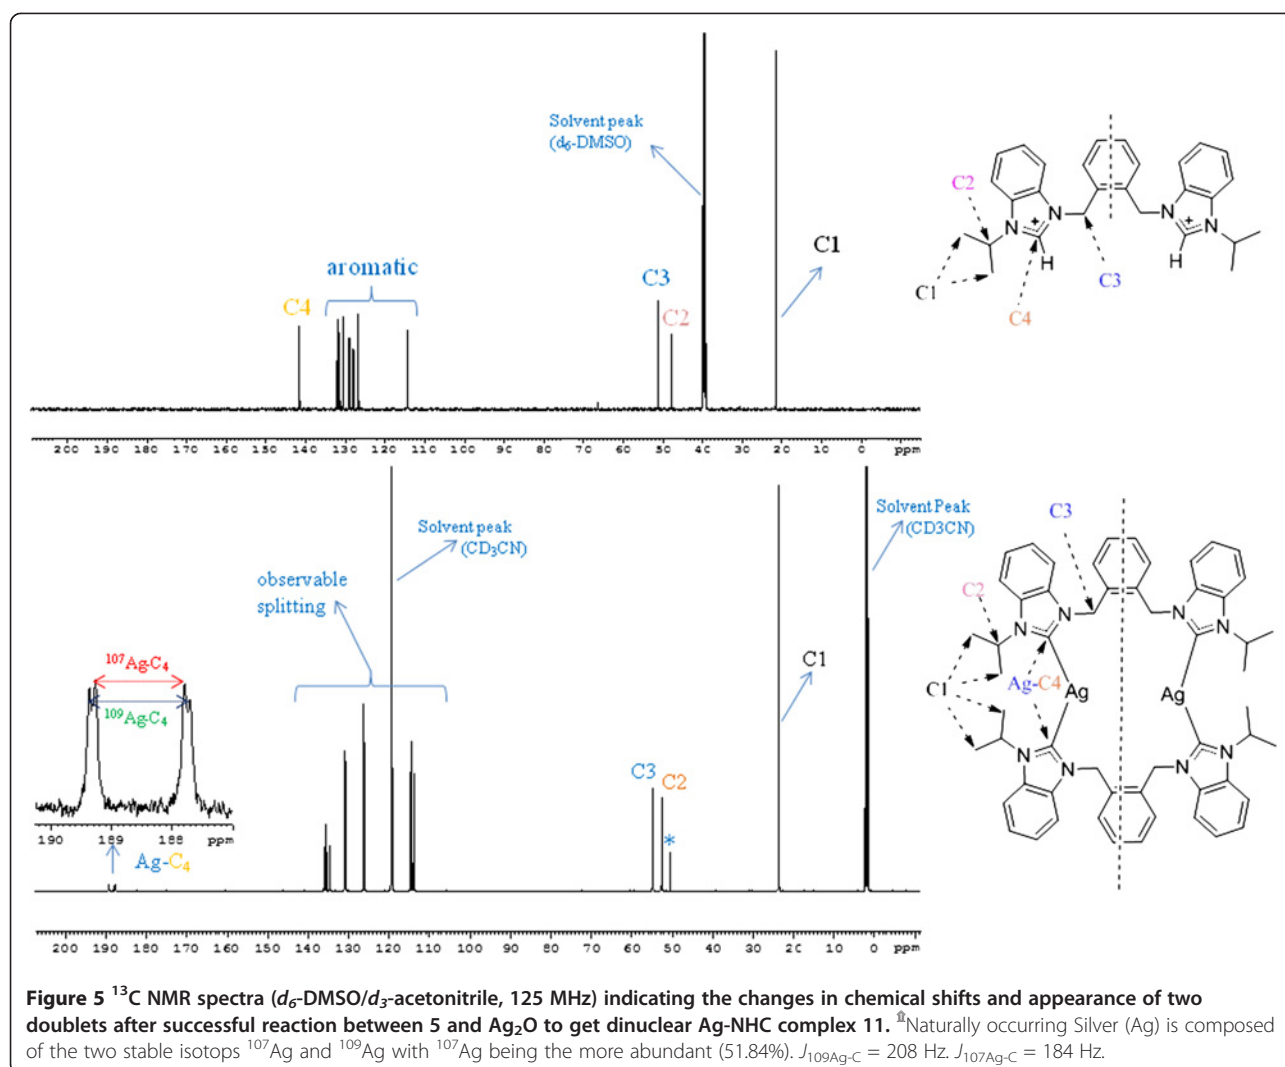 Solvent peak
(d6-DMSO)
aromatic
C4
C3
C2
C1
200 190 180 170 160 150 140 130 120 110 100 90 80 70 60 50 40 30 20 10 0 ppm
C2
C1
C4
C3
N
N
+
H
N
N
+
H
Solvent peak
(CD3CN)
observable
splitting
C1
Solvent Peak
(CD3CN)
107Ag-C4
109Ag-C4
190 189 188 ppm
Ag-C4
C3
C2
*
200 190 180 170 160 150 140 130 120 110 100 90 80 70 60 50 40 30 2C 10 0 ppm
C3
C2
C1
Ag-C4
N
N
N
N
Ag
Ag
N
N
N
N
Figure 5 13C NMR spectra (d6-DMSO/d3-acetonitrile, 125 MHz) indicating the changes in chemical shifts and appearance of two
doublets after successful reaction between 5 and Ag2O to get dinuclear Ag-NHC complex 11. Naturally occurring Silver (Ag) is composed
of the two stable isotops 107Ag and 109Ag with 107Ag being the more abundant (51.84%). J109Ag-C = 208 Hz. J107Ag-C = 184 Hz.